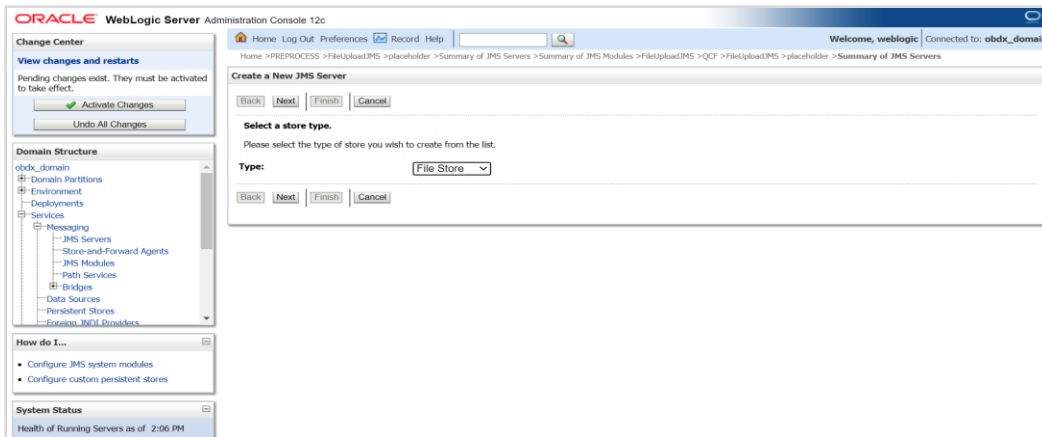 ORACLE WebLogic Server Administration Console 12c
Change Center
View changes and restarts
Pending changes exist. They must be activated
to take effect.
Activate Changes
Undo All Changes
Domain Structure
obdx_domain
Domain Partitions
Environment
Deployments
Services
Messaging
JMS Servers
Store-and-Forward Agents
JMS Modules
Path Services
Bridges
Data Sources
Persistent Stores
Foreign JNDI Providers
How do I...
Configure JMS system modules
Configure custom persistent stores
System Status
Health of Running Servers as of 2:06 PM
Home Log Out Preferences Record Help
Welcome, weblogic Connected to: obdx_domai
Home >PREPROCESS >FileUploadJMS >placeholder >Summary of JMS Servers >Summary of JMS Modules >FileUploadJMS >QCF >FileUploadJMS >placeholder >Summary of JMS Servers
Create a New JMS Server
Back Next Finish Cancel
Select a store type.
Please select the type of store you wish to create from the list.
Type: File Store
Back Next Finish Cancel